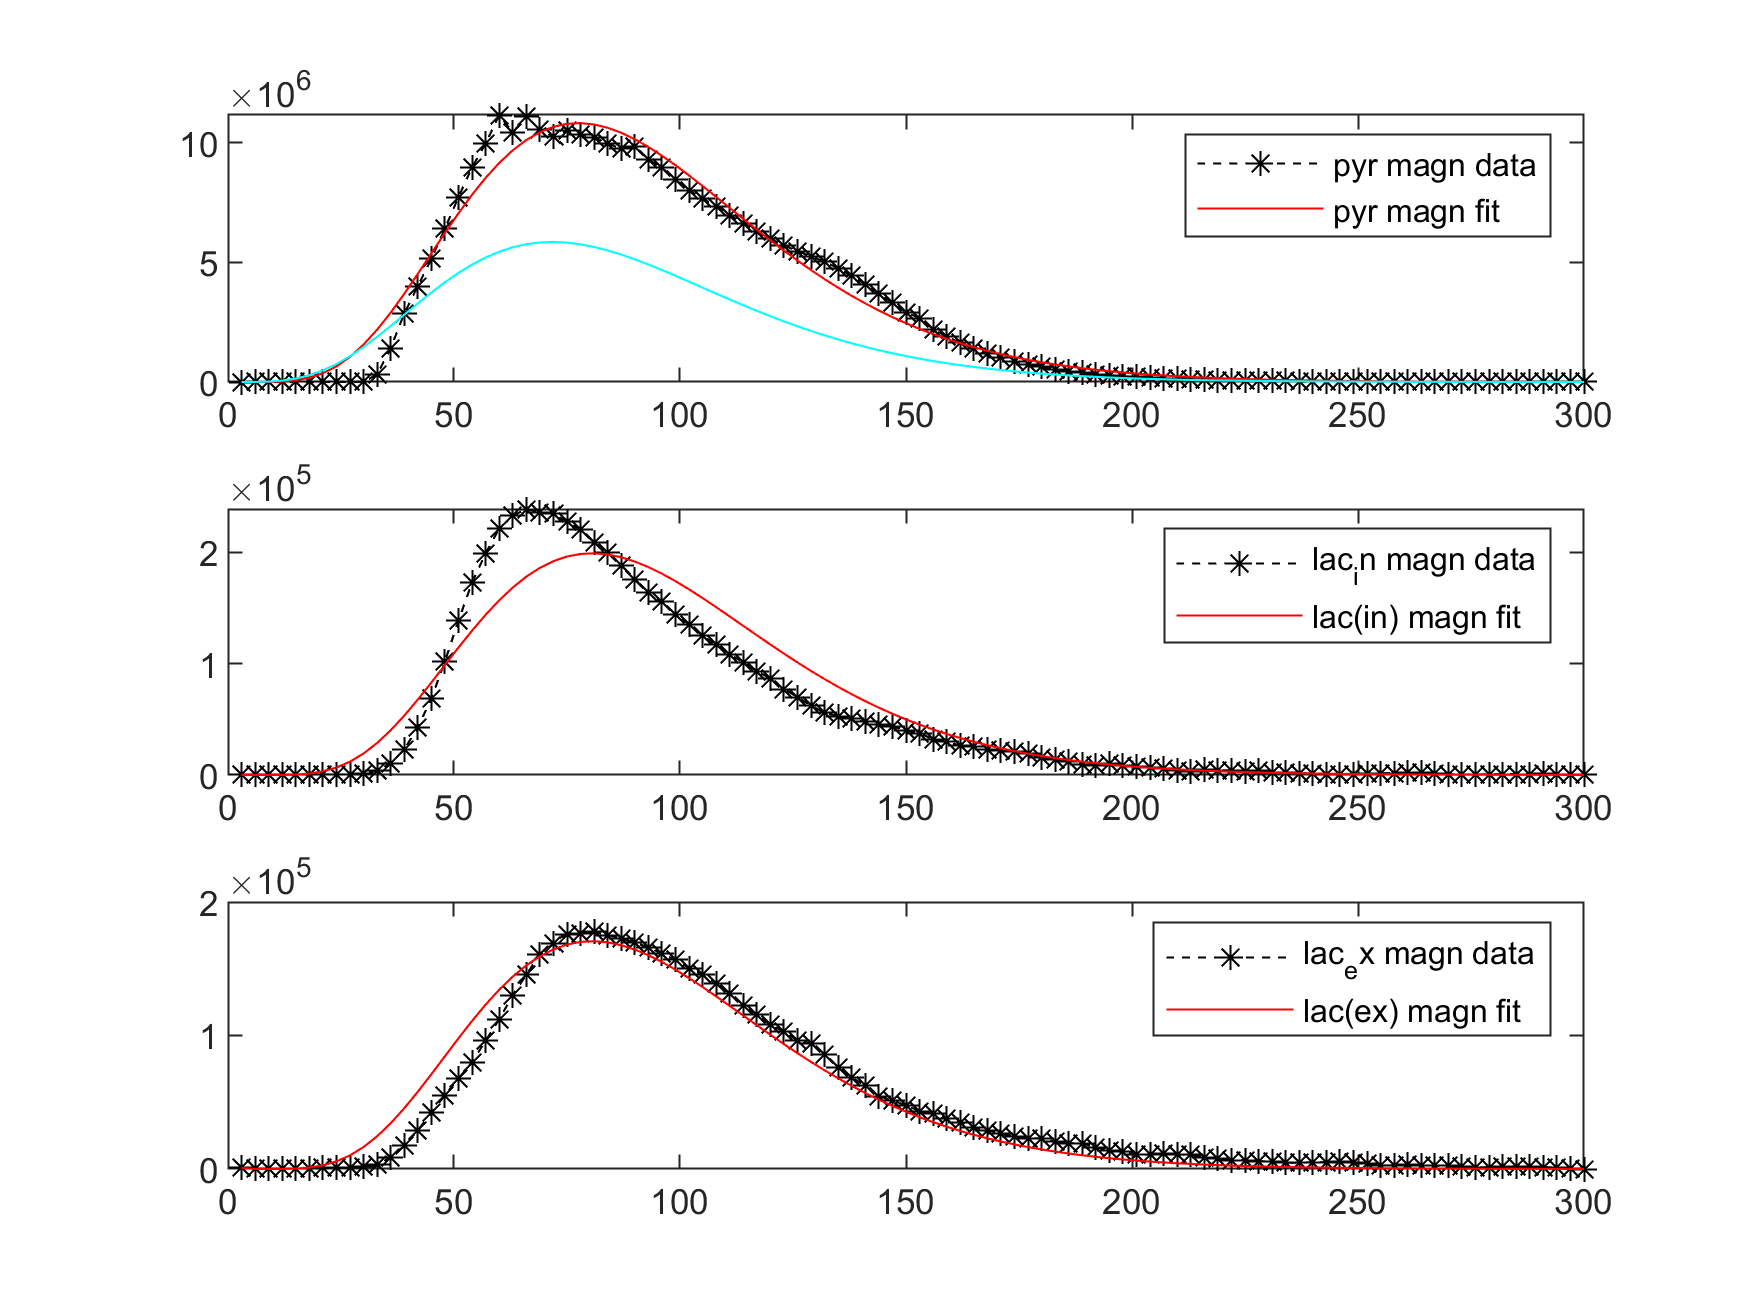 ×10^6
10
5
0
0 50 100 150 200 250 300
pyr magn data
pyr magn fit
×10^5
2
1
0
0 50 100 150 200 250 300
lac_in magn data
lac(in) magn fit
×10^5
2
1
0
0 50 100 150 200 250 300
lac_ex magn data
lac(ex) magn fit